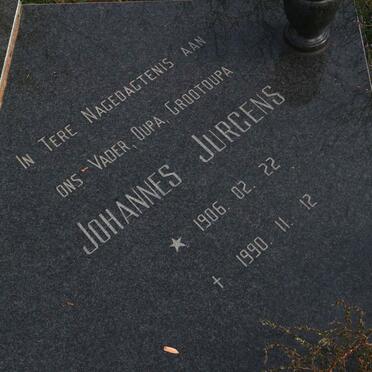 In Tere Nagedagtenis aan
ons Vader, Oupa, Grootoupa
Johannes Jurgens
★ 1906. 02. 22.
† 1990. 11. 12